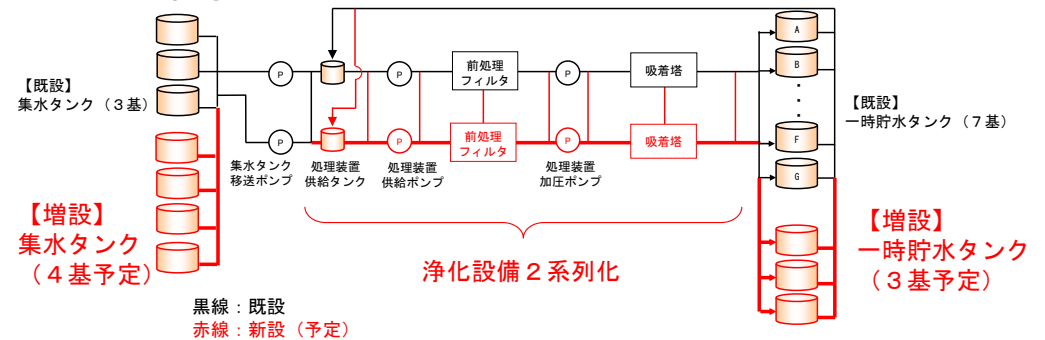 【既設】
集水タンク（３基）
【増設】
集水タンク
（４基予定）
P
P
P
P
P
P
集水タンク
移送ポンプ
処理装置
供給タンク
処理装置
供給ポンプ
前処理
フィルタ
前処理
フィルタ
処理装置
加圧ポンプ
吸着塔
吸着塔
浄化設備２系列化
A
B
・
・
・
F
G
【既設】
一時貯水タンク（７基）
【増設】
一時貯水タンク
（３基予定）
黒線：既設
赤線：新設（予定）